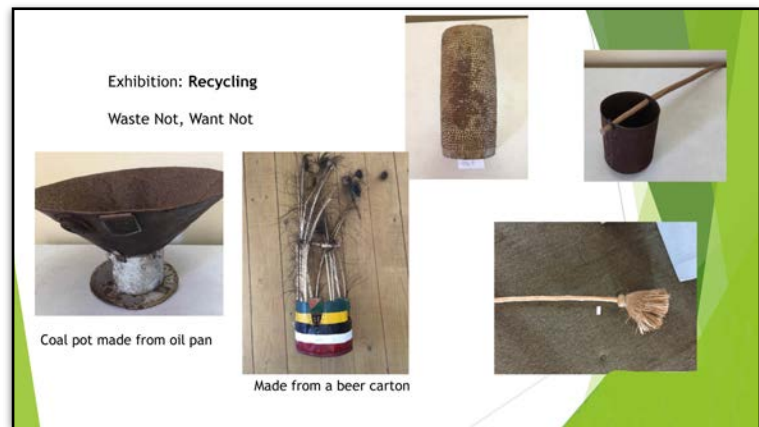 Exhibition: Recycling
Waste Not, Want Not
Coal pot made from oil pan
Made from a beer carton